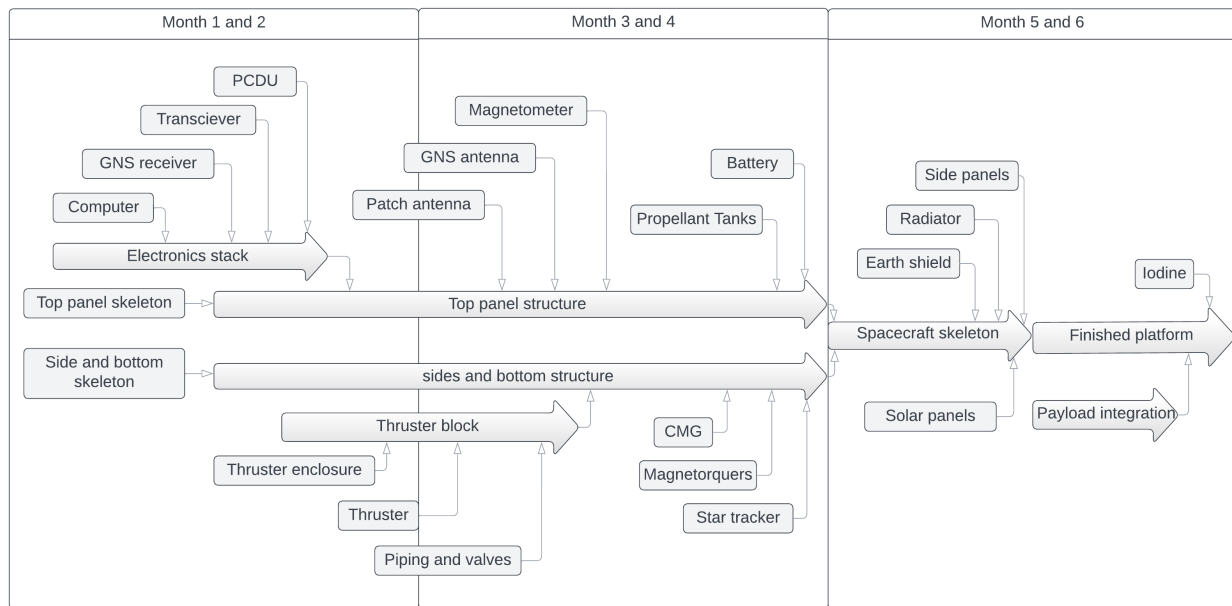 Month 1 and 2
Month 3 and 4
Month 5 and 6
PCDU
Transciever
GNS receiver
Computer
Electronics stack
Top panel skeleton
Side and bottom
skeleton
Magnetometer
GNS antenna
Patch antenna
Battery
Propellant Tanks
Top panel structure
sides and bottom structure
Thruster block
Thruster enclosure
Thruster
Piping and valves
CMG
Magnetorquers
Star tracker
Side panels
Radiator
Earth shield
Iodine
Spacecraft skeleton
Finished platform
Solar panels
Payload integration